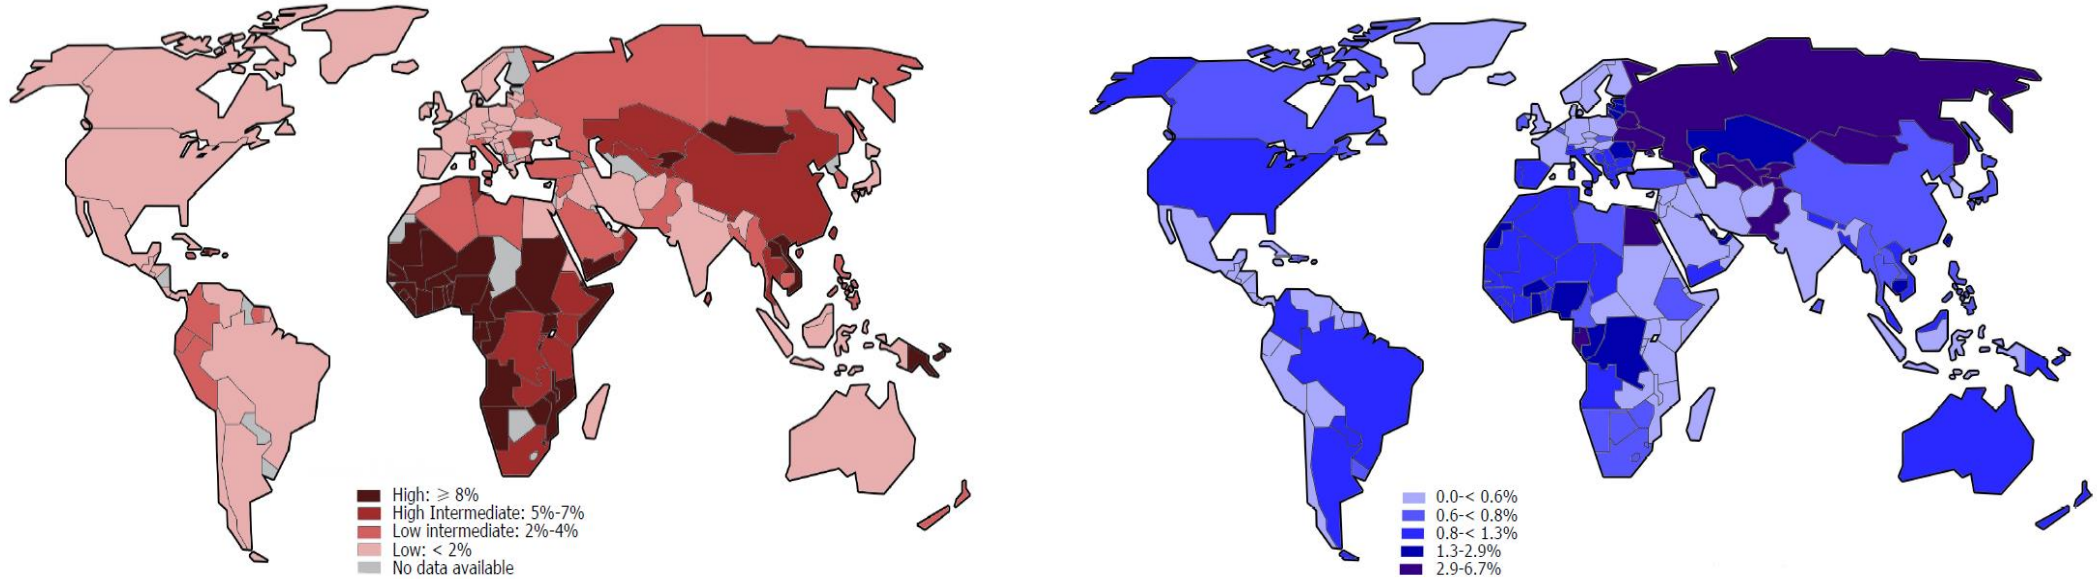 High: ⩾ 8%
High Intermediate: 5%-7%
Low intermediate: 2%-4%
Low: < 2%
No data available
0.0-< 0.6%
0.6-< 0.8%
0.8-< 1.3%
1.3-2.9%
2.9-6.7%